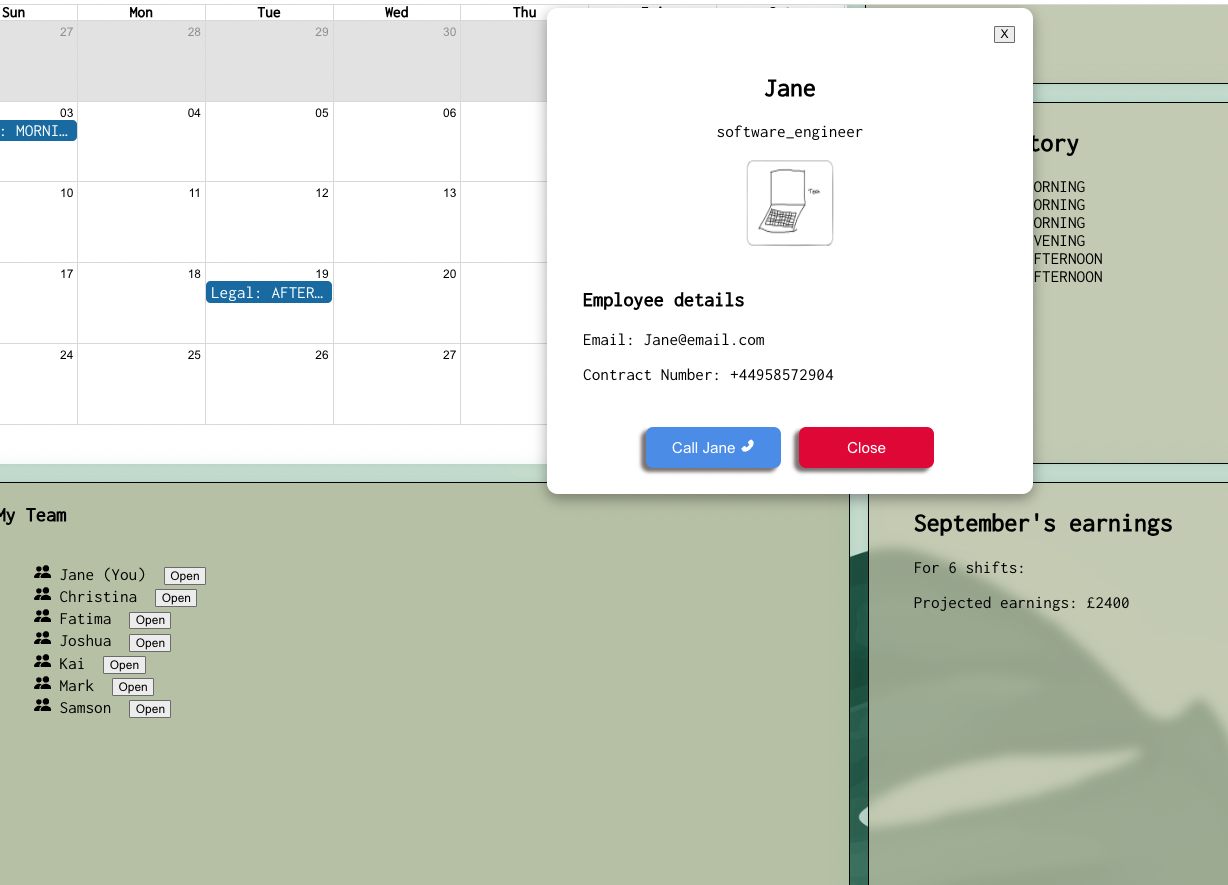 Sun Mon Tue Wed Thu
27 28 29 30
03 04 05 06
: MORNI…
10 11 12 13
17 18 19 20
Legal: AFTER…
24 25 26 27
X
Jane
software_engineer
Tech
Employee details
Email: Jane@email.com
Contract Number: +44958572904
Call Jane
Close
tory
ORNING
ORNING
ORNING
VENING
FTERNOON
FTERNOON
My Team
Jane (You) Open
Christina Open
Fatima Open
Joshua Open
Kai Open
Mark Open
Samson Open
September's earnings
For 6 shifts:
Projected earnings: £2400